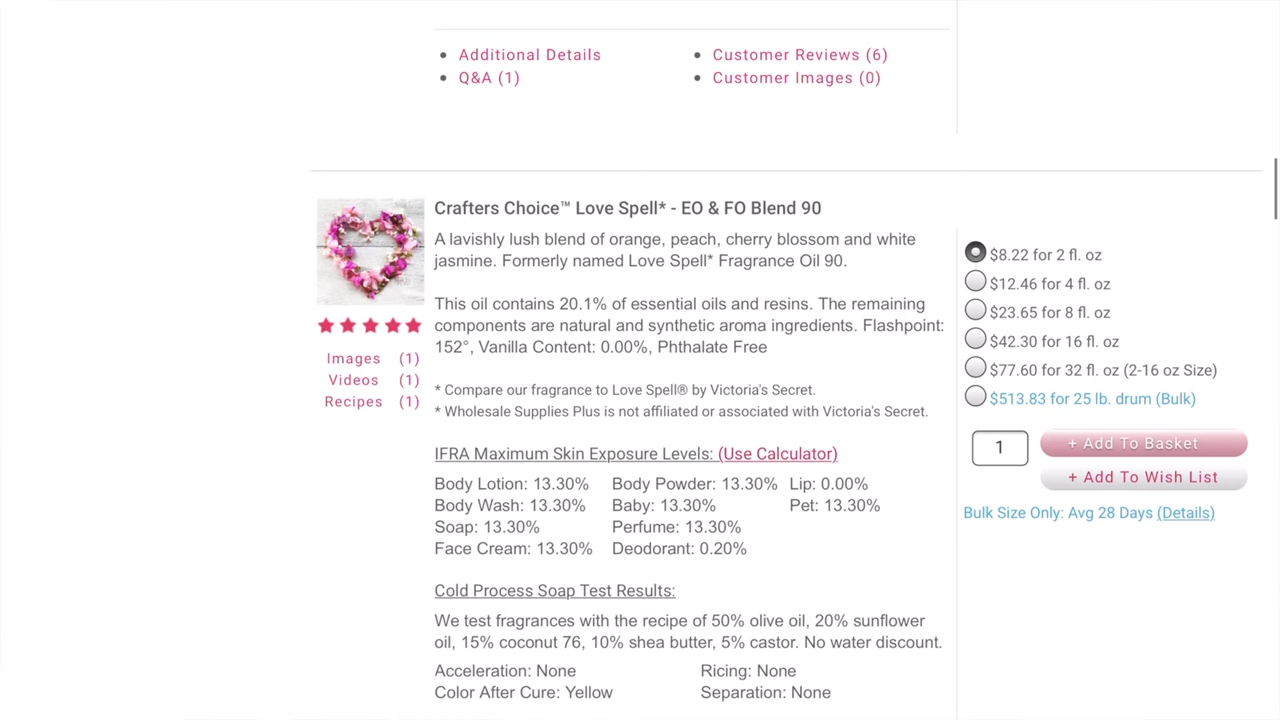 Additional Details
Customer Reviews (6)
Q&A (1)
Customer Images (0)
Crafters Choice™ Love Spell* - EO & FO Blend 90
A lavishly lush blend of orange, peach, cherry blossom and white
jasmine. Formerly named Love Spell* Fragrance Oil 90.
This oil contains 20.1% of essential oils and resins. The remaining
components are natural and synthetic aroma ingredients. Flashpoint:
152°, Vanilla Content: 0.00%, Phthalate Free
Images (1)
Videos (1)
Recipes (1)
* Compare our fragrance to Love Spell® by Victoria's Secret.
* Wholesale Supplies Plus is not affiliated or associated with Victoria's Secret.
IFRA Maximum Skin Exposure Levels: (Use Calculator)
Body Lotion: 13.30% Body Powder: 13.30% Lip: 0.00%
Body Wash: 13.30% Baby: 13.30% Pet: 13.30%
Soap: 13.30% Perfume: 13.30%
Face Cream: 13.30% Deodorant: 0.20%
Cold Process Soap Test Results:
We test fragrances with the recipe of 50% olive oil, 20% sunflower
oil, 15% coconut 76, 10% shea butter, 5% castor. No water discount.
Acceleration: None Ricing: None
Color After Cure: Yellow Separation: None
$8.22 for 2 fl. oz
$12.46 for 4 fl. oz
$23.65 for 8 fl. oz
$42.30 for 16 fl. oz
$77.60 for 32 fl. oz (2-16 oz Size)
$513.83 for 25 lb. drum (Bulk)
1
+ Add To Basket
+ Add To Wish List
Bulk Size Only: Avg 28 Days (Details)